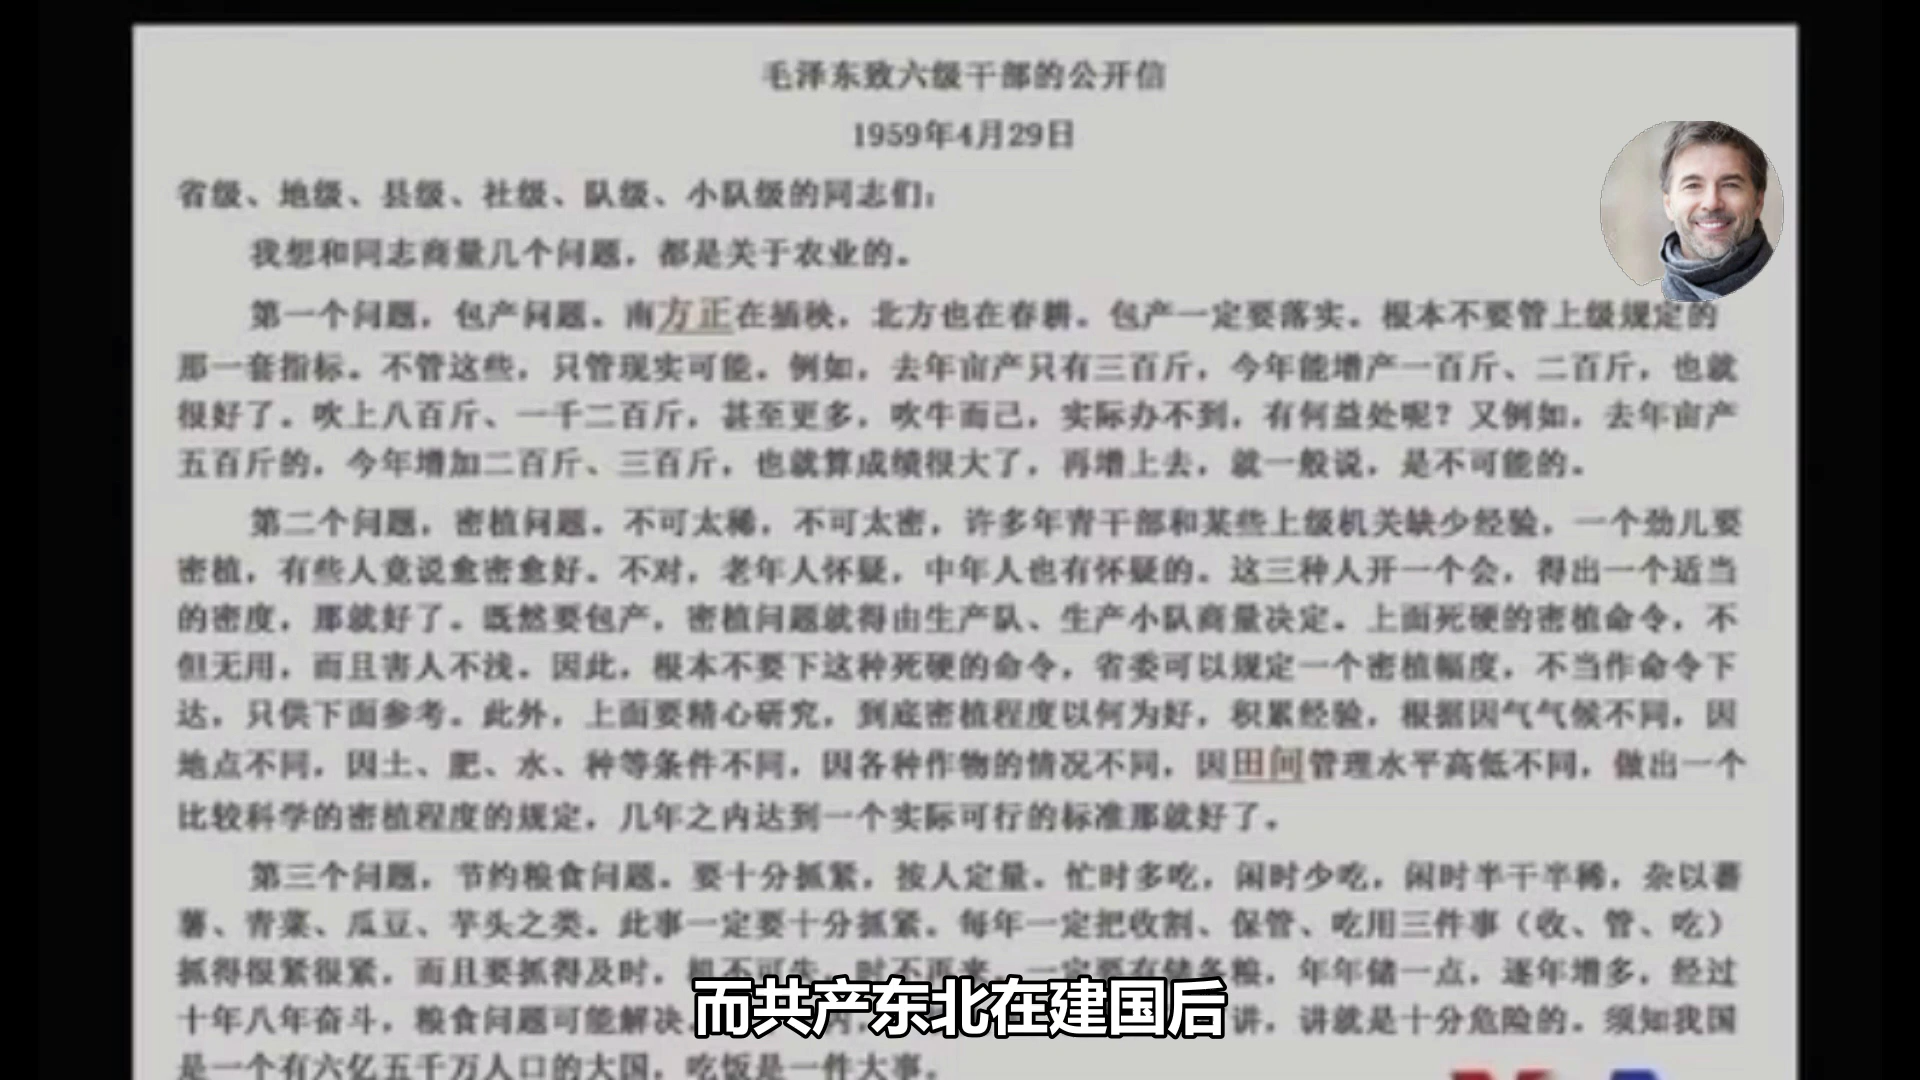 毛泽东致六级干部的公开信
1959年4月29日
省级、地级、县级、社级、队级、小队级的同志们：
我想和同志商量几个问题，都是关于农业的。
第一个问题，包产问题。南方正在插秧，北方也在春耕。包产一定要落实。根本不要管上级规定的
那一套指标。不管这些，只管现实可能。例如，去年亩产只有三百斤，今年能增产一百斤、二百斤，也就
很好了。吹上八百斤、一千二百斤，甚至更多，吹牛而己，实际办不到，有何益处呢？又例如，去年亩产
五百斤的，今年增加二百斤、三百斤，也就算成绩很大了，再增上去，就一般说，是不可能的。
第二个问题，密植问题。不可太稀，不可太密，许多年青干部和某些上级机关缺少经验，一个劲儿要
密植，有些人竟说愈密愈好。不对，老年人怀疑，中年人也有怀疑的。这三种人开一个会，得出一个适当
的密度，那就好了。既然要包产，密植问题就得由生产队、生产小队商量决定。上面死硬的密植命令，不
但无用，而且害人不浅。因此，根本不要下这种死硬的命令，省委可以规定一个密植幅度，不当作命令下
达，只供下面参考。此外，上面要精心研究，到底密植程度以何为好，积累经验，根据因气气候不同，因
地点不同，因土、肥、水、种等条件不同，因各种作物的情况不同，因田间管理水平高低不同，做出一个
比较科学的密植程度的规定，几年之内达到一个实际可行的标准那就好了。
第三个问题，节约粮食问题。要十分抓紧，按人定量。忙时多吃，闲时少吃，闲时半干半稀，杂以蕃
薯、青菜、瓜豆、芋头之类。此事一定要十分抓紧。每年一定把收割、保管、吃用三件事（收、管、吃）
抓得很紧很紧，而且要抓得及时，机不可失，时不再来，一定要有储备粮，年年储一点，逐年增多，经过
十年八年奋斗，粮食问题可能解决 讲，讲就是十分危险的。须知我国
是一个有六亿五千万人口的大国，吃饭是一件大事。
而共产东北在建国后